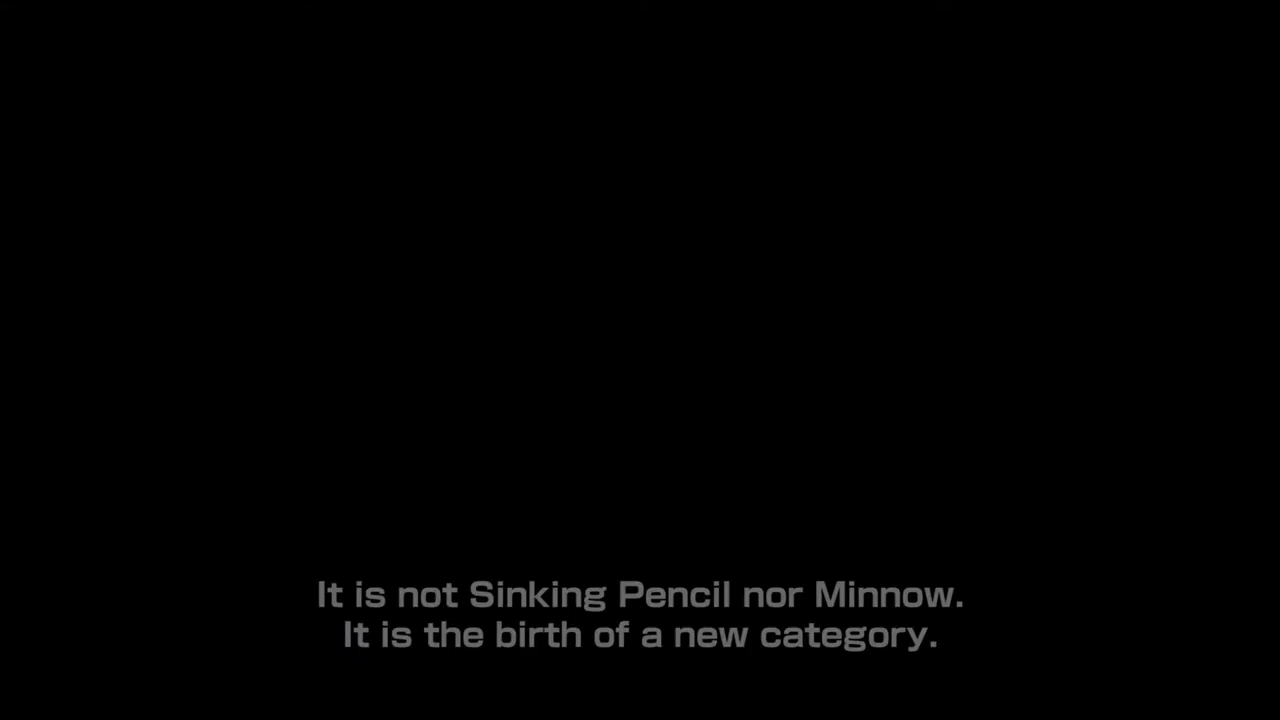 It is not Sinking Pencil nor Minnow.
It is the birth of a new category.